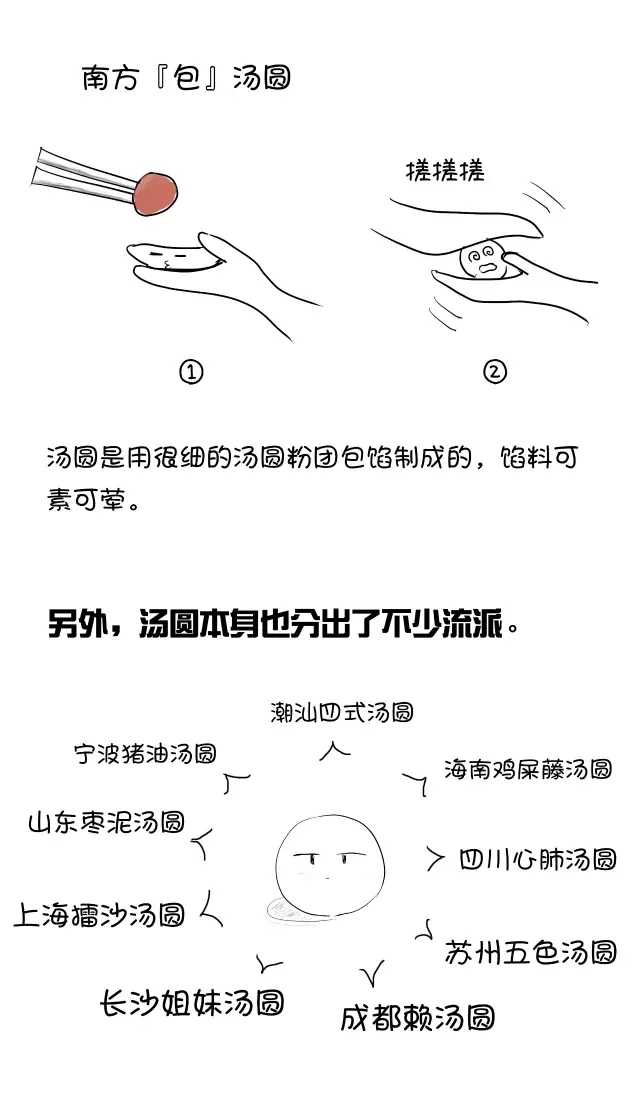 南方『包』汤圆
搓搓搓
① ②
汤圆是用很细的汤圆粉团包馅制成的，馅料可
素可荤。
另外，汤圆本身也分出了不少流派。
潮汕四式汤圆
宁波猪油汤圆
海南鸡屎藤汤圆
山东枣泥汤圆
四川心肺汤圆
上海擂沙汤圆
苏州五色汤圆
长沙姐妹汤圆
成都赖汤圆